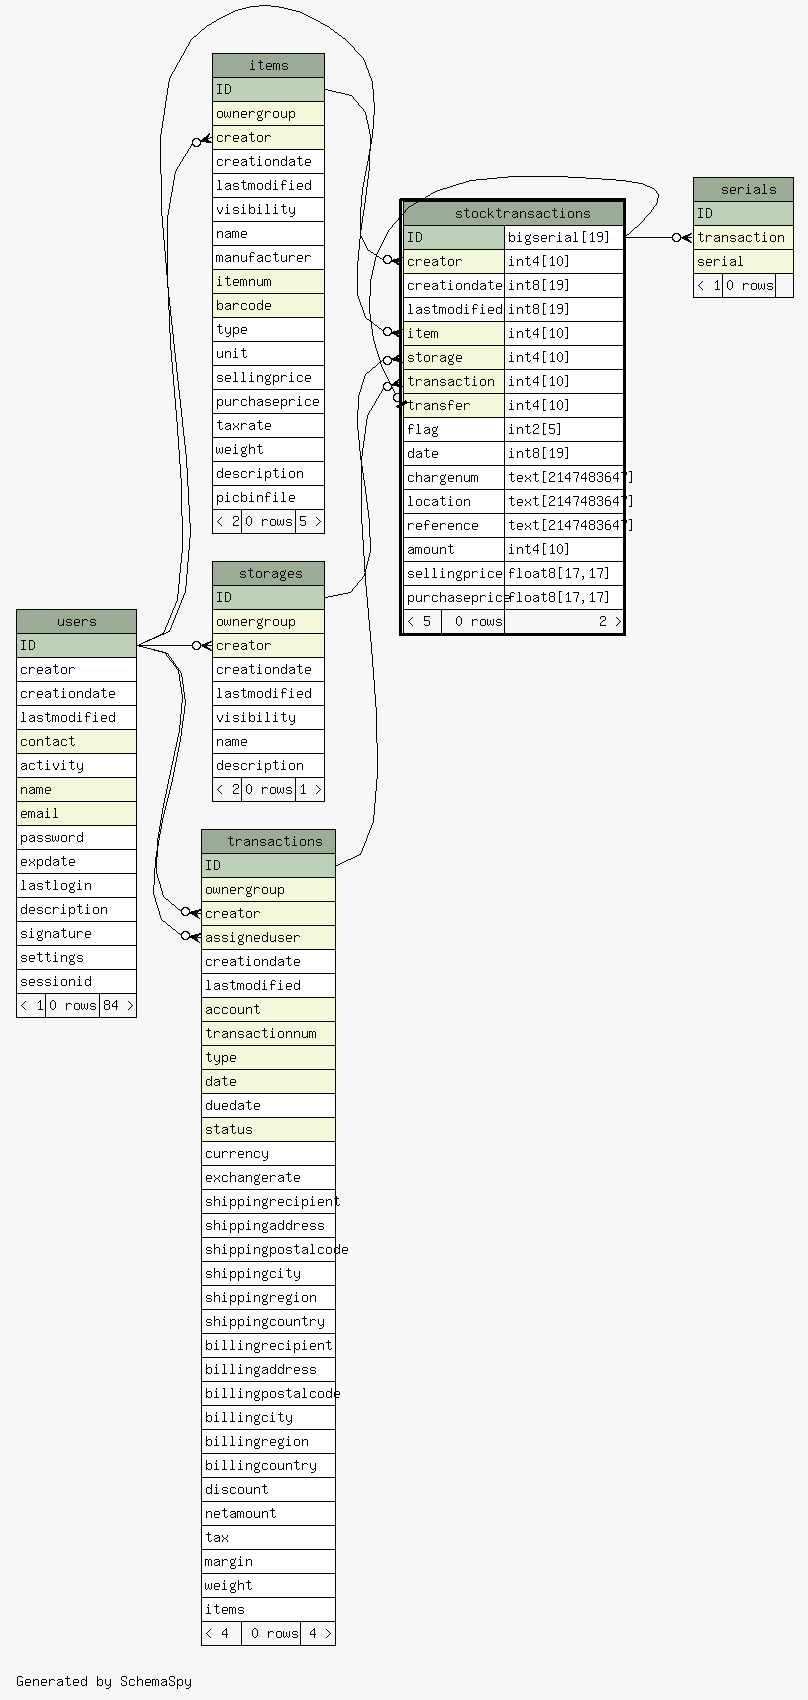 items
ID
ownergroup
creator
creationdate
lastmodified
visibility
name
manufacturer
itemnum
barcode
type
unit
sellingprice
purchaseprice
taxrate
weight
description
picbinfile
< 2 0 rows 5 >
stocktransactions
ID bigserial[19]
creator int4[10]
creationdate int8[19]
lastmodified int8[19]
item int4[10]
storage int4[10]
transaction int4[10]
transfer int4[10]
flag int2[5]
date int8[19]
chargenum text[2147483647]
location text[2147483647]
reference text[2147483647]
amount int4[10]
sellingprice float8[17,17]
purchaseprice float8[17,17]
< 5 0 rows 2 >
serials
ID
transaction
serial
< 1 0 rows
storages
ID
ownergroup
creator
creationdate
lastmodified
visibility
name
description
< 2 0 rows 1 >
users
ID
creator
creationdate
lastmodified
contact
activity
name
email
password
expdate
lastlogin
description
signature
settings
sessionid
< 1 0 rows 84 >
transactions
ID
ownergroup
creator
assigneduser
creationdate
lastmodified
account
transactionnum
type
date
duedate
status
currency
exchangerate
shippingrecipient
shippingaddress
shippingpostalcode
shippingcity
shippingregion
shippingcountry
billingrecipient
billingaddress
billingpostalcode
billingcity
billingregion
billingcountry
discount
netamount
tax
margin
weight
items
< 4 0 rows 4 >
Generated by SchemaSpy